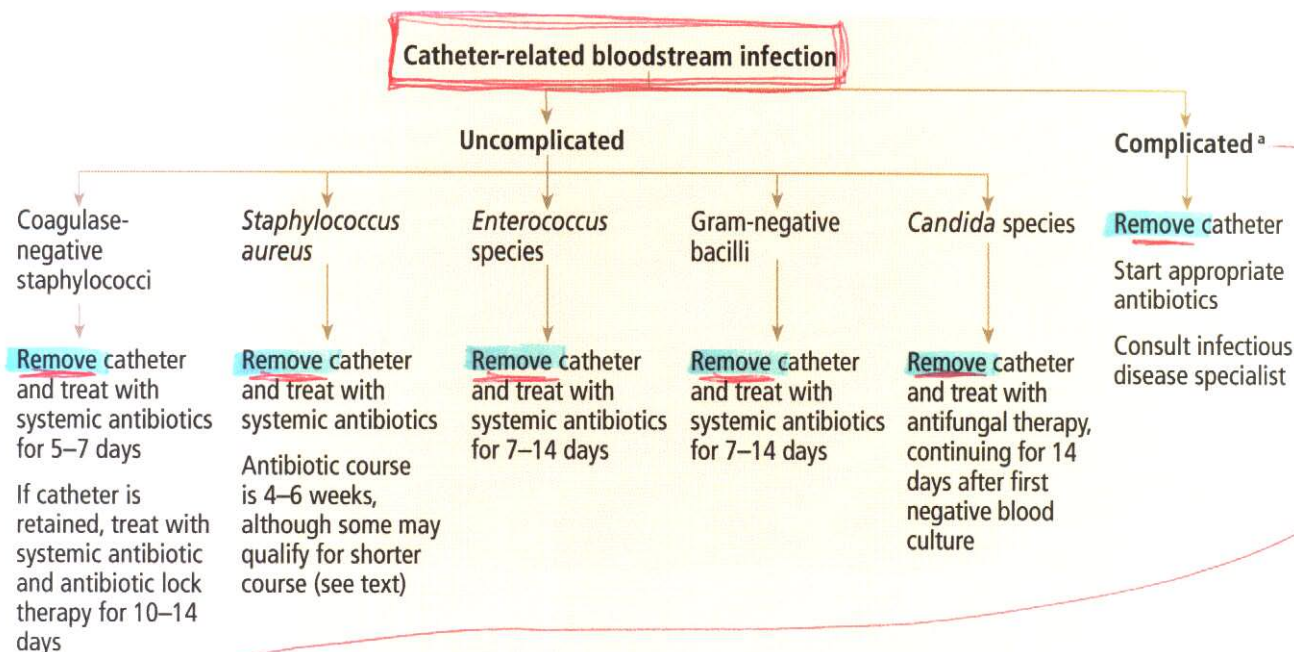 Catheter-related bloodstream infection
Uncomplicated
Complicated a
Coagulase-
negative
staphylococci
Remove catheter
and treat with
systemic antibiotics
for 5–7 days
If catheter is
retained, treat with
systemic antibiotic
and antibiotic lock
therapy for 10–14
days
Staphylococcus
aureus
Remove catheter
and treat with
systemic antibiotics
Antibiotic course
is 4–6 weeks,
although some may
qualify for shorter
course (see text)
Enterococcus
species
Remove catheter
and treat with
systemic antibiotics
for 7–14 days
Gram-negative
bacilli
Remove catheter
and treat with
systemic antibiotics
for 7–14 days
Candida species
Remove catheter
and treat with
antifungal therapy,
continuing for 14
days after first
negative blood
culture
Remove catheter
Start appropriate
antibiotics
Consult infectious
disease specialist